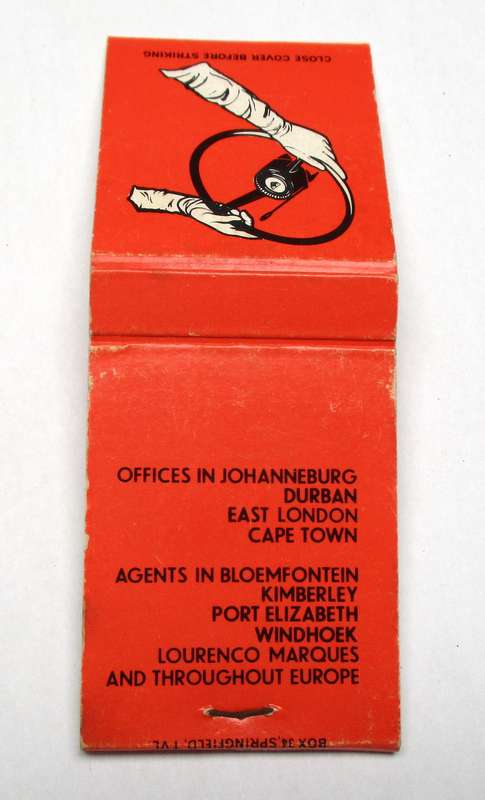 CLOSE COVER BEFORE STRIKING
OFFICES IN JOHANNEBURG
DURBAN
EAST LONDON
CAPE TOWN
AGENTS IN BLOEMFONTEIN
KIMBERLEY
PORT ELIZABETH
WINDHOEK
LOURENCO MARQUES
AND THROUGHOUT EUROPE
BOX 34, SPRINGFIELD, TVL